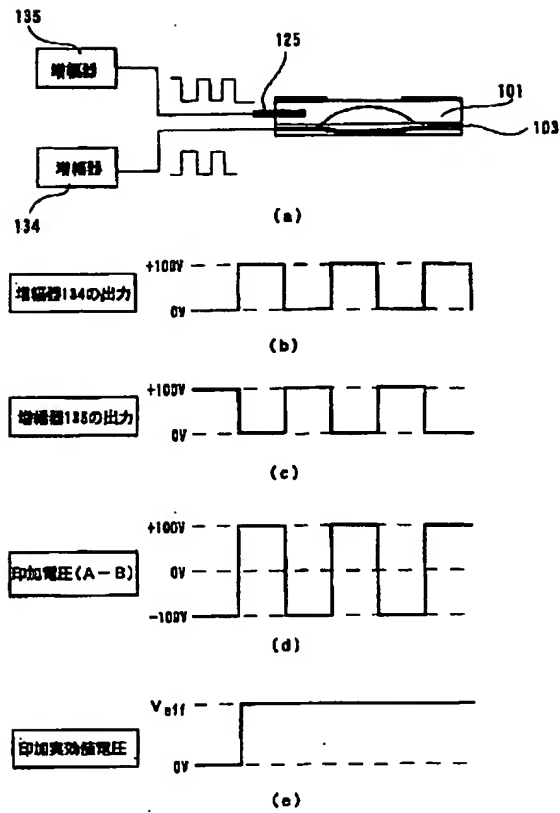 135
増幅器
125
101
103
増幅器
134
(a)
増幅器134の出力
+100V
0V
(b)
増幅器135の出力
+100V
0V
(c)
印加電圧(A-B)
+100V
0V
-100V
(d)
印加実効値電圧
Veff
0V
(e)